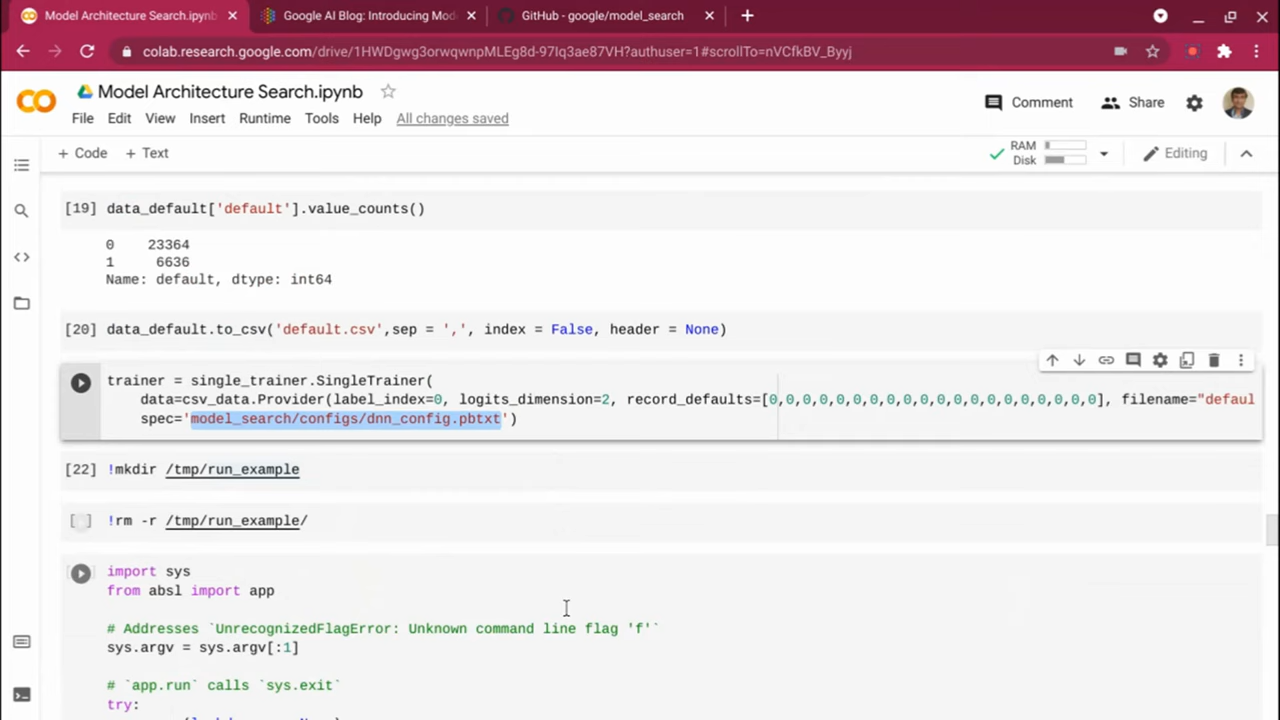 Model Architecture Search.ipynb
Google AI Blog: Introducing Mod
GitHub - google/model_search
colab.research.google.com/drive/1HWDgwg3orwqwnpMLEg8d-97Iq3ae87VH?authuser=1#scrollTo=nVCfkBV_Byyj
Model Architecture Search.ipynb
Comment
Share
File Edit View Insert Runtime Tools Help All changes saved
+ Code + Text
RAM
Disk
Editing
[19] data_default['default'].value_counts()
0 23364
1 6636
Name: default, dtype: int64
[20] data_default.to_csv('default.csv',sep = ',', index = False, header = None)
trainer = single_trainer.SingleTrainer(
data=csv_data.Provider(label_index=0, logits_dimension=2, record_defaults=[0,0,0,0,0,0,0,0,0,0,0,0,0,0,0,0,0,0,0,0], filename="defaul
spec='model_search/configs/dnn_config.pbtxt')
[22] !mkdir /tmp/run_example
[ ] !rm -r /tmp/run_example/
import sys
from absl import app
# Addresses `UnrecognizedFlagError: Unknown command line flag 'f'`
sys.argv = sys.argv[:1]
# `app.run` calls `sys.exit`
try: